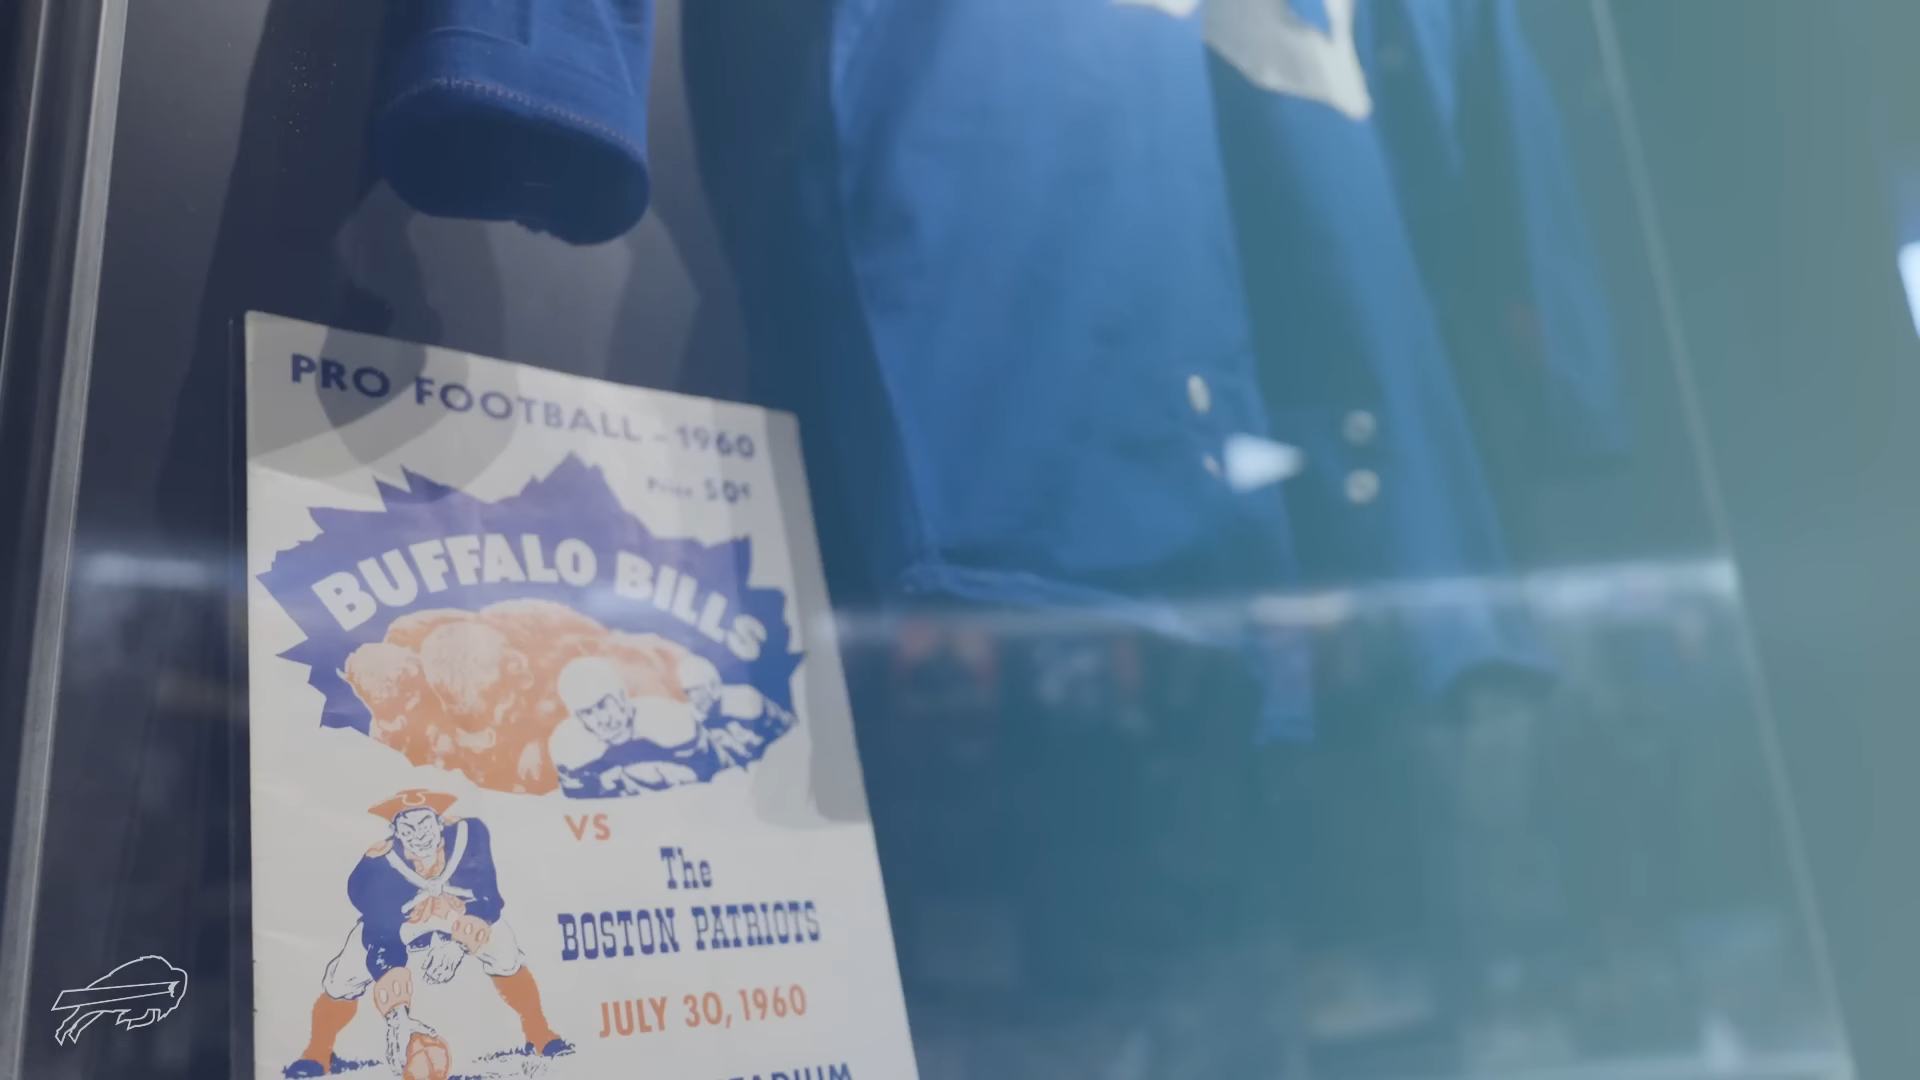 PRO FOOTBALL - 1960
Price 50¢
BUFFALO BILLS
VS
The
BOSTON PATRIOTS
JULY 30, 1960